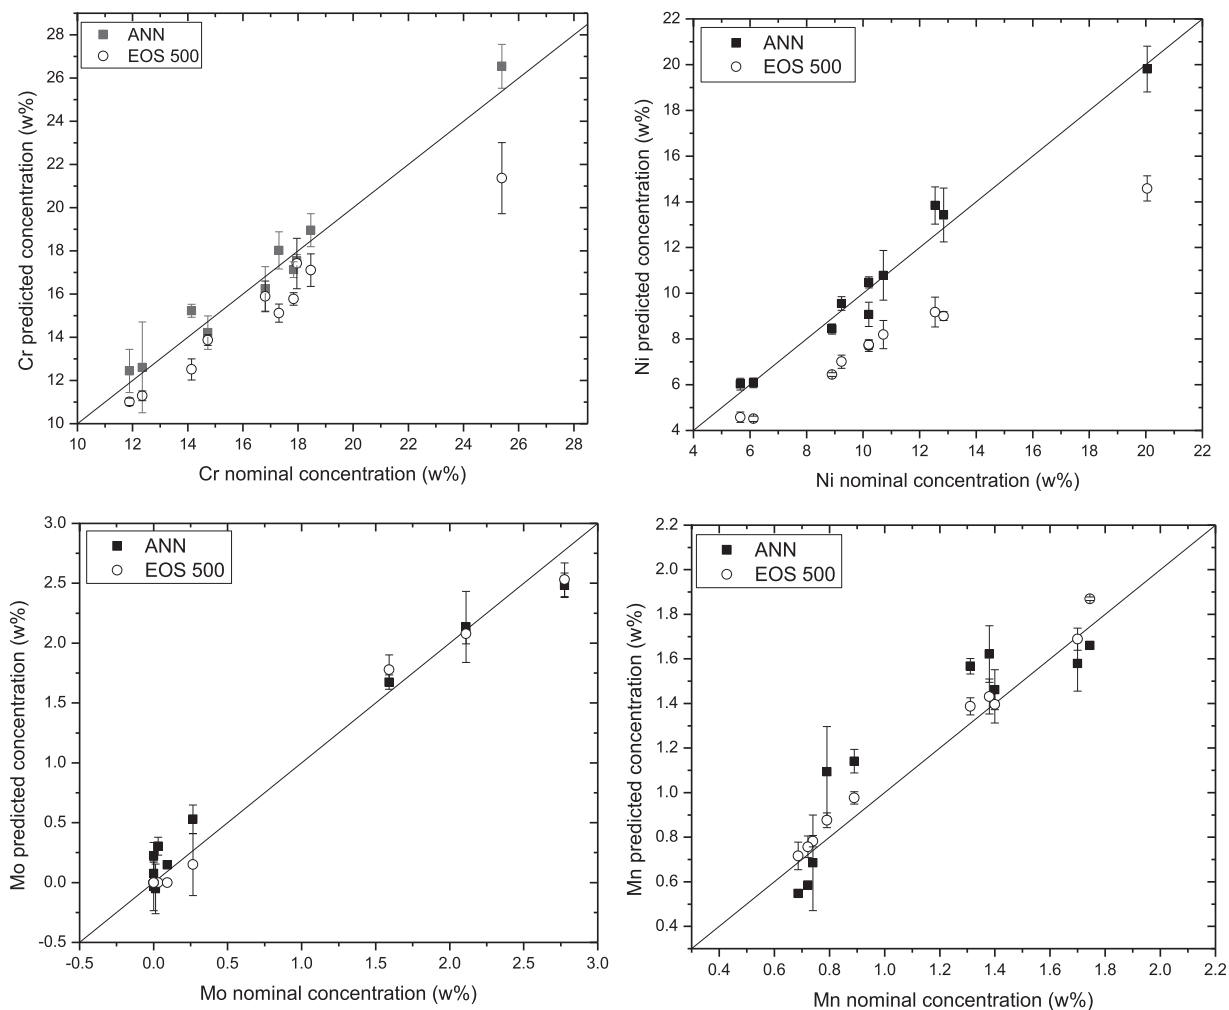 ANN
EOS 500
Cr predicted concentration (w%)
28
26
24
22
20
18
16
14
12
10
10 12 14 16 18 20 22 24 26 28
Cr nominal concentration (w%)
ANN
EOS 500
Ni predicted concentration (w%)
22
20
18
16
14
12
10
8
6
4
4 6 8 10 12 14 16 18 20 22
Ni nominal concentration (w%)
ANN
EOS 500
Mo predicted concentration (w%)
3.0
2.5
2.0
1.5
1.0
0.5
0.0
-0.5
-0.5 0.0 0.5 1.0 1.5 2.0 2.5 3.0
Mo nominal concentration (w%)
ANN
EOS 500
Mn predicted concentration (w%)
2.2
2.0
1.8
1.6
1.4
1.2
1.0
0.8
0.6
0.4
0.4 0.6 0.8 1.0 1.2 1.4 1.6 1.8 2.0 2.2
Mn nominal concentration (w%)